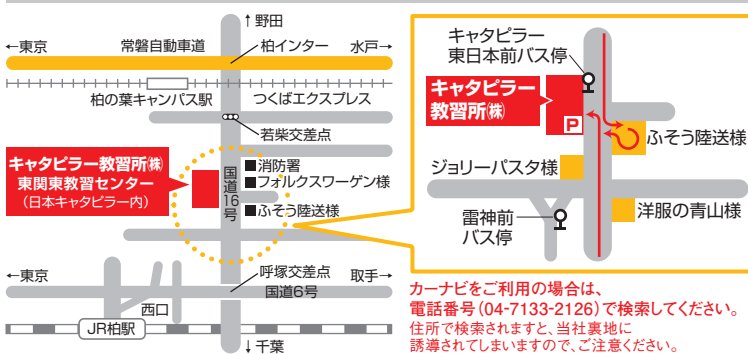 ↑野田
←東京
常磐自動車道
柏インター
水戸→
柏の葉キャンパス駅
つくばエクスプレス
若柴交差点
キャタピラー教習所㈱
東関東教習センター
（日本キャタピラー内）
国道16号
■消防署
■フォルクスワーゲン様
■ふそう陸送様
←東京
呼塚交差点
取手→
国道6号
西口
JR柏駅
↓千葉
キャタピラー
東日本前バス停
キャタピラー
教習所㈱
P
ふそう陸送様
ジョリーパスタ様
雷神前
バス停
洋服の青山様
カーナビをご利用の場合は、
電話番号（04-7133-2126）で検索してください。
住所で検索されますと、当社裏地に
誘導されてしまいますので、ご注意ください。